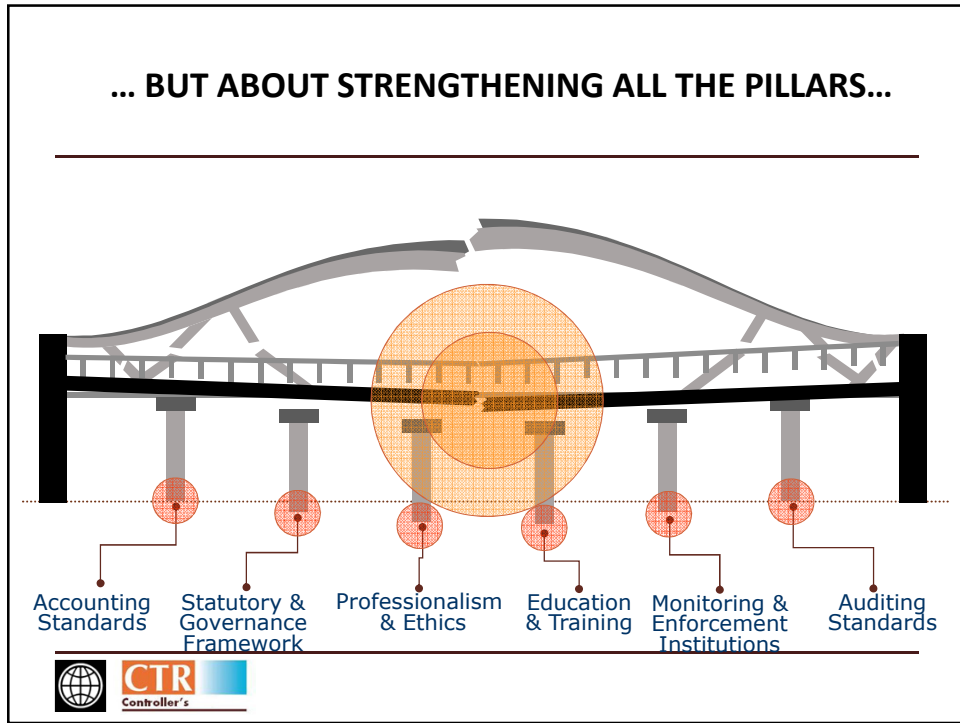 ... BUT ABOUT STRENGTHENING ALL THE PILLARS...
Accounting
Standards
Statutory &
Governance
Framework
Professionalism
& Ethics
Education
& Training
Monitoring &
Enforcement
Institutions
Auditing
Standards
CTR
Controller's